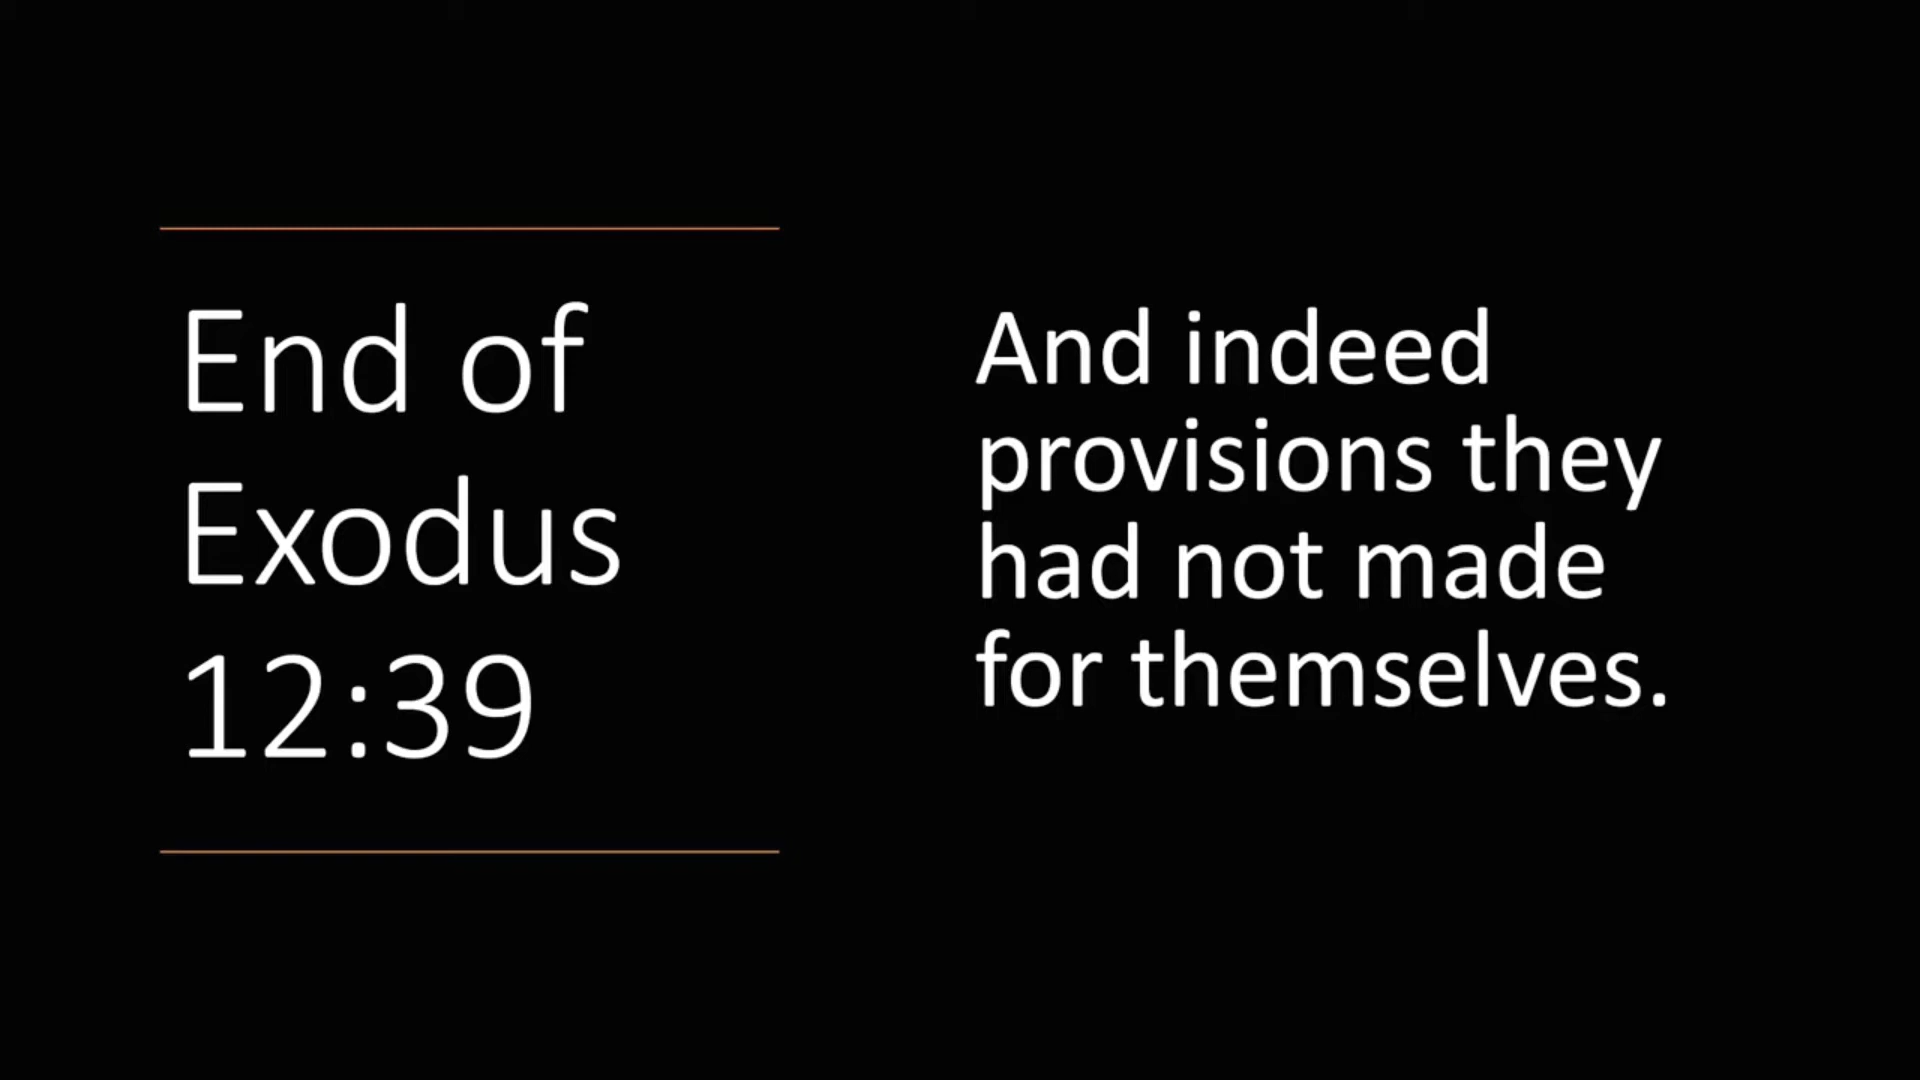 End of
Exodus
12:39
And indeed
provisions they
had not made
for themselves.